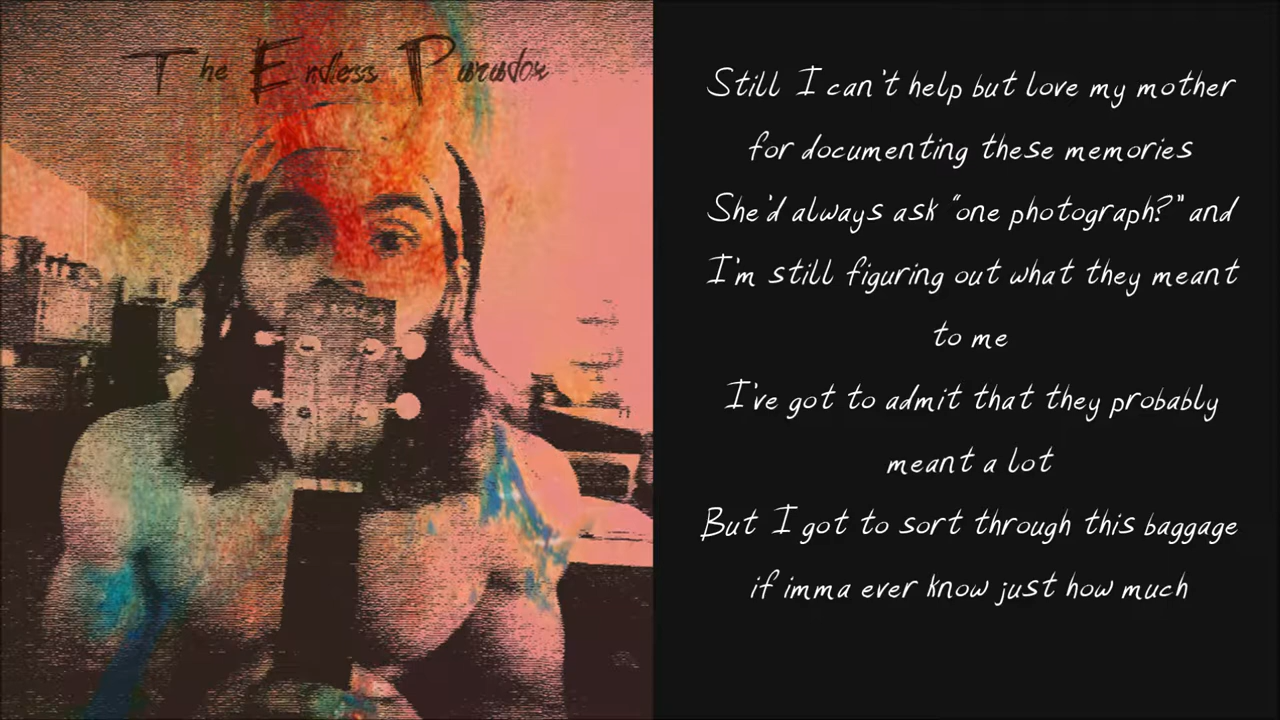 The Endless Paradox
Still I can't help but love my mother
for documenting these memories
She'd always ask "one photograph?" and
I'm still figuring out what they meant
to me
I've got to admit that they probably
meant a lot
But I got to sort through this baggage
if imma ever know just how much